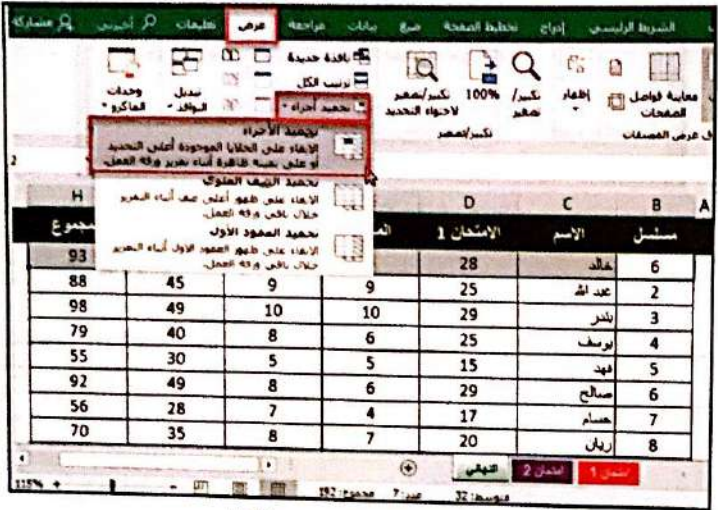 الشريط الرئيسي إدراج تخطيط الصفحة صيغ بيانات مراجعة عرض تعليمات أخبرني مشاركة
معاينة فواصل الصفحات
إظهار
تكبير/تصغير
100%
تكبير/تصغير لاحتواء التحديد
نافذة جديدة
ترتيب الكل
تجميد أجزاء
تبديل النوافذ
وحدات الماكرو
عرض المصنفات
تكبير/تصغير
تجميد الأجزاء
الإبقاء على الخلايا الموجودة أعلى التحديد
أو على يمينه ظاهرة أثناء تمرير ورقة العمل.
تجميد الصف العلوي
الإبقاء على ظهور أعلى صف أثناء التمرير
خلال باقي ورقة العمل.
تجميد العمود الأول
الإبقاء على ظهور العمود الأول أثناء التمرير
خلال باقي ورقة العمل.
A B C D H
مسلسل الاسم الامتحان 1
6 خالد 28 93
2 عبد الله 25 9 9 45 88
3 بندر 29 10 10 49 98
4 يوسف 25 6 8 40 79
5 فهد 15 5 5 30 55
6 صالح 29 6 8 49 92
7 حسام 17 4 7 28 56
8 ريان 20 7 8 35 70
امتحان 1 امتحان 2 النهائي
متوسط: 32 عدد: 7 مجموع: 192 115%